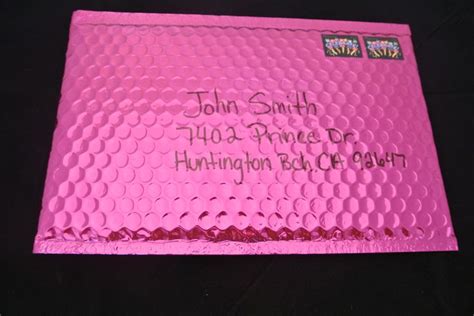 John Smith
7402 Prince Dr.
Huntington Bch. CA 92647